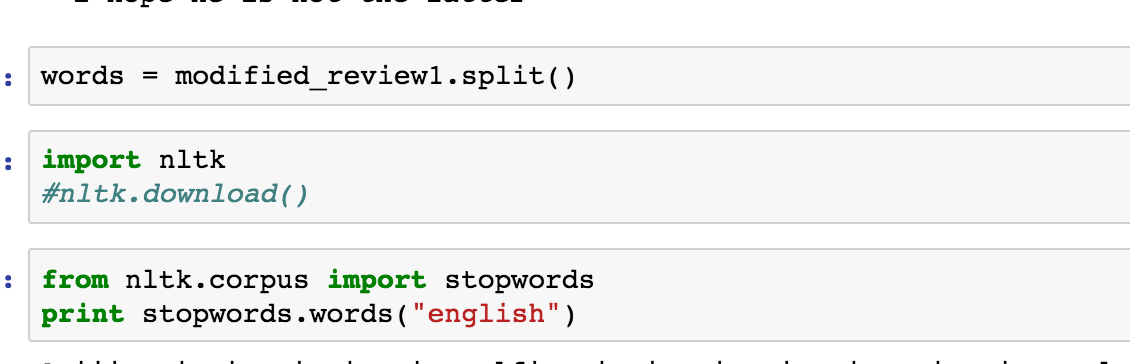 :
words = modified_review1.split()
:
import nltk
#nltk.download()
:
from nltk.corpus import stopwords
print stopwords.words("english")